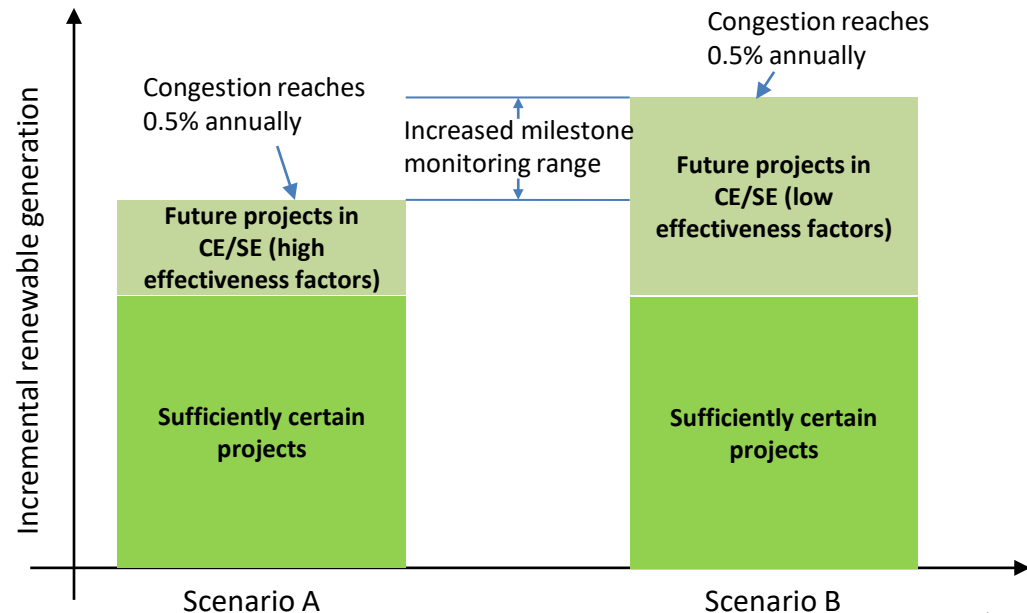 Congestion reaches
0.5% annually
Congestion reaches
0.5% annually
Increased milestone
monitoring range
Future projects in
CE/SE (high
effectiveness factors)
Future projects in
CE/SE (low
effectiveness factors)
Sufficiently certain
projects
Sufficiently certain
projects
Incremental renewable generation
Scenario A
Scenario B